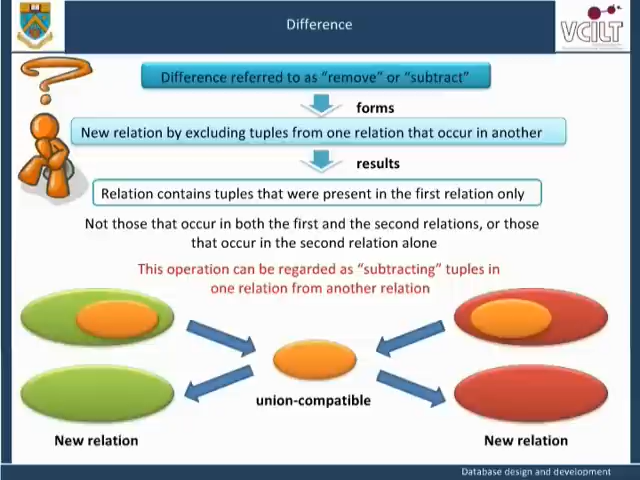 Difference
VCILT
Difference referred to as “remove” or “subtract”
forms
New relation by excluding tuples from one relation that occur in another
results
Relation contains tuples that were present in the first relation only
Not those that occur in both the first and the second relations, or those
that occur in the second relation alone
This operation can be regarded as “subtracting” tuples in
one relation from another relation
union-compatible
New relation
New relation
Database design and development